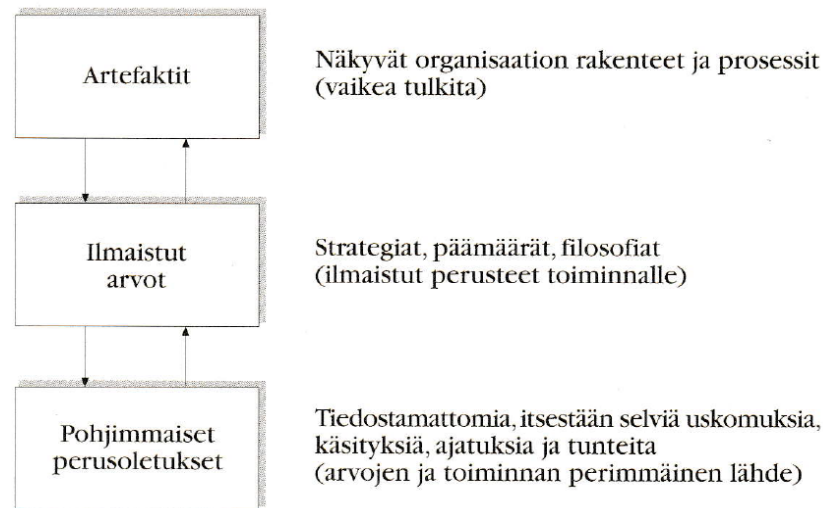 Artefaktit
Näkyvät organisaation rakenteet ja prosessit
(vaikea tulkita)
Ilmaistut
arvot
Strategiat, päämäärät, filosofiat
(ilmaistut perusteet toiminnalle)
Pohjimmaiset
perusoletukset
Tiedostamattomia, itsestään selviä uskomuksia,
käsityksiä, ajatuksia ja tunteita
(arvojen ja toiminnan perimmäinen lähde)